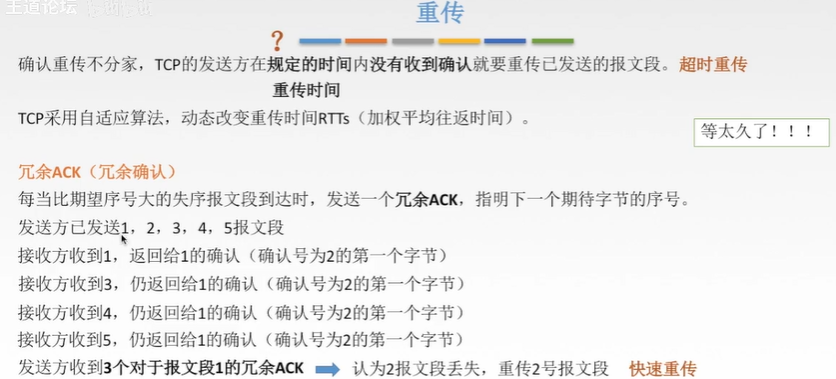 王道论坛
重传
?
确认重传不分家，TCP的发送方在规定的时间内没有收到确认就要重传已发送的报文段。超时重传
重传时间
TCP采用自适应算法，动态改变重传时间RTTs（加权平均往返时间）。
等太久了！！！
冗余ACK（冗余确认）
每当比期望序号大的失序报文段到达时，发送一个冗余ACK，指明下一个期待字节的序号。
发送方已发送1，2，3，4，5报文段
接收方收到1，返回给1的确认（确认号为2的第一个字节）
接收方收到3，仍返回给1的确认（确认号为2的第一个字节）
接收方收到4，仍返回给1的确认（确认号为2的第一个字节）
接收方收到5，仍返回给1的确认（确认号为2的第一个字节）
发送方收到3个对于报文段1的冗余ACK 认为2报文段丢失，重传2号报文段 快速重传